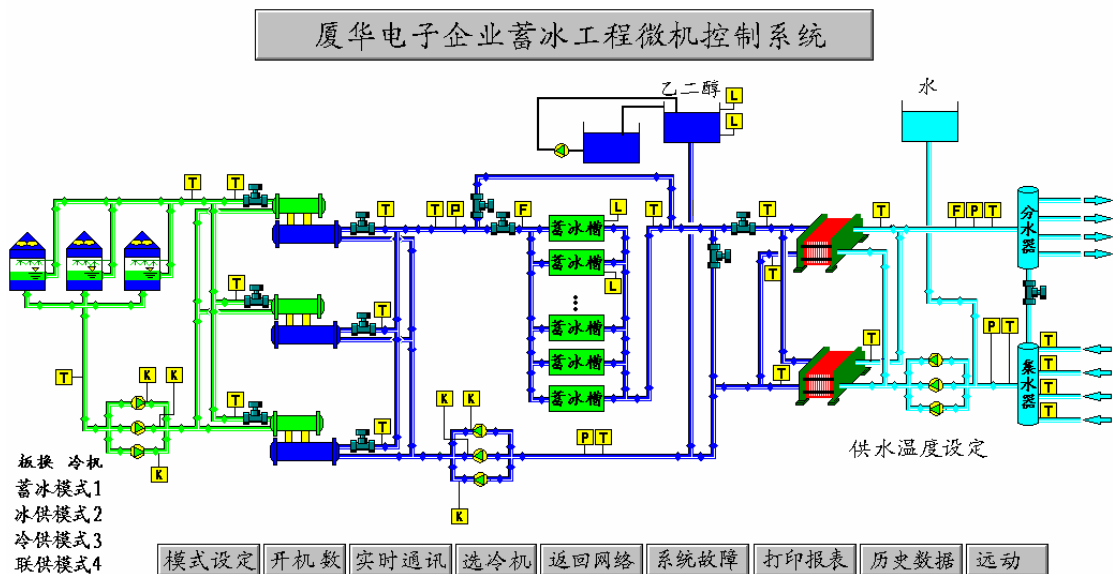 厦华电子企业蓄冰工程微机控制系统
乙二醇
水
L
L
T T T T P F L T T T F P T
分水器
蓄冰槽
蓄冰槽
L
T
T T
蓄冰槽
T
P T
蓄冰槽
T
集水器
T
T
T
T
T
K K
蓄冰槽
T
K K
T
P T
K
K
供水温度设定
板换 冷机
蓄冰模式1
冰供模式2
冷供模式3
联供模式4
模式设定 开机数 实时通讯 选冷机 返回网络 系统故障 打印报表 历史数据 远动